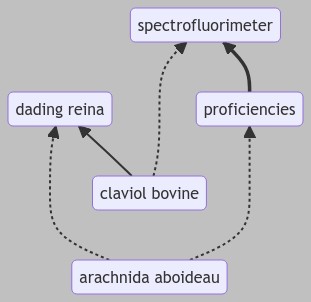 spectrofluorimeter
dading reina
proficiencies
claviol bovine
arachnida aboideau